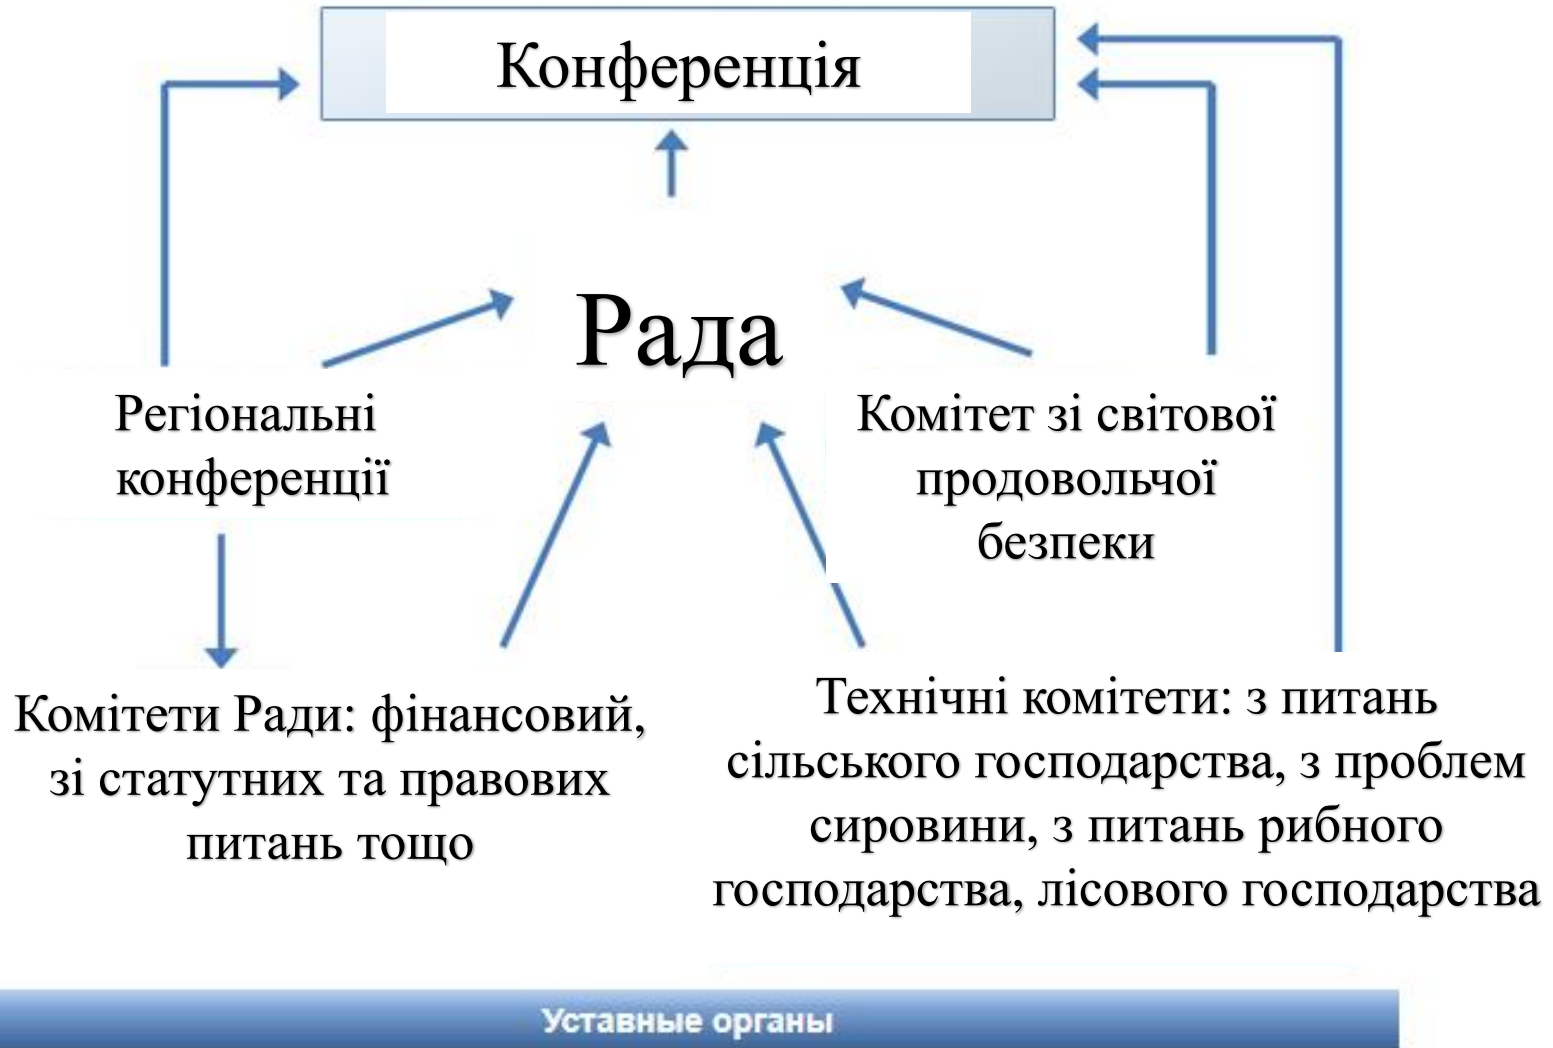 Конференція
Рада
Регіональні
конференції
Комітет зі світової
продовольчої
безпеки
Комітети Ради: фінансовий,
зі статутних та правових
питань тощо
Технічні комітети: з питань
сільського господарства, з проблем
сировини, з питань рибного
господарства, лісового господарства
Уставные органы